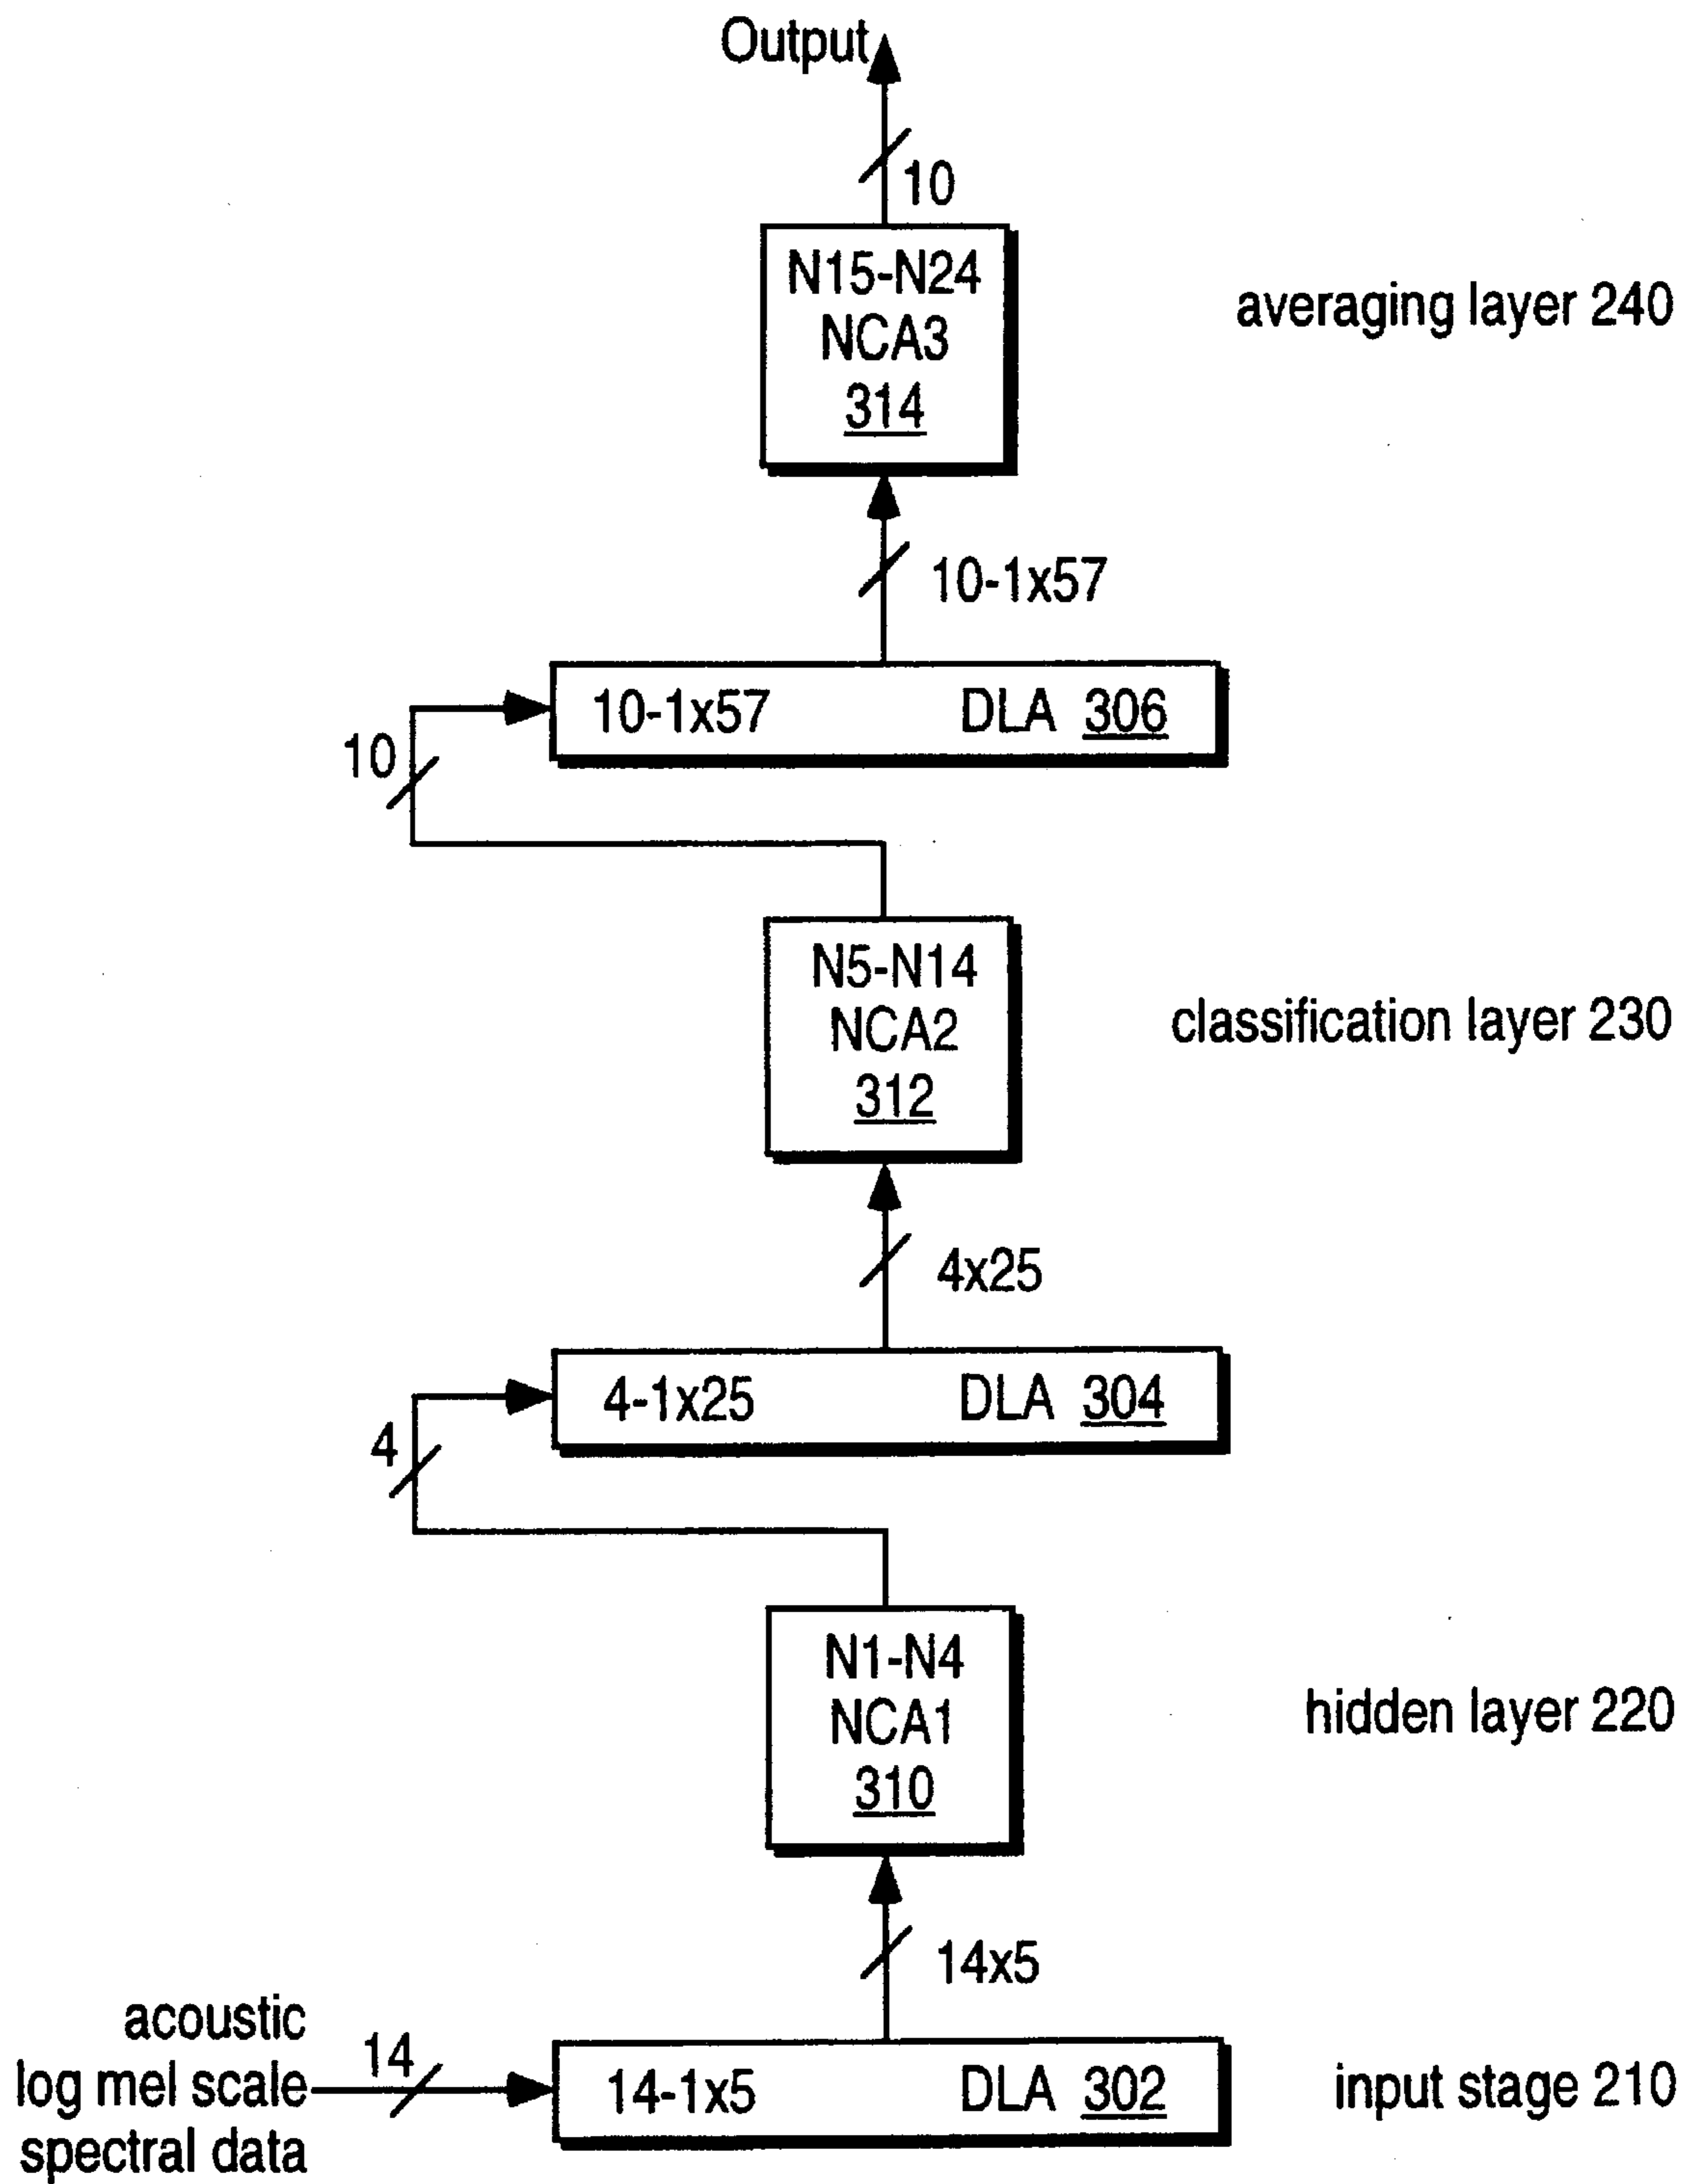 Output
10
N15-N24
NCA3
314
averaging layer 240
10-1x57
10-1x57 DLA 306
10
N5-N14
NCA2
312
classification layer 230
4x25
4-1x25 DLA 304
4
N1-N4
NCA1
310
hidden layer 220
14x5
acoustic
log mel scale
spectral data
14
14-1x5 DLA 302
input stage 210